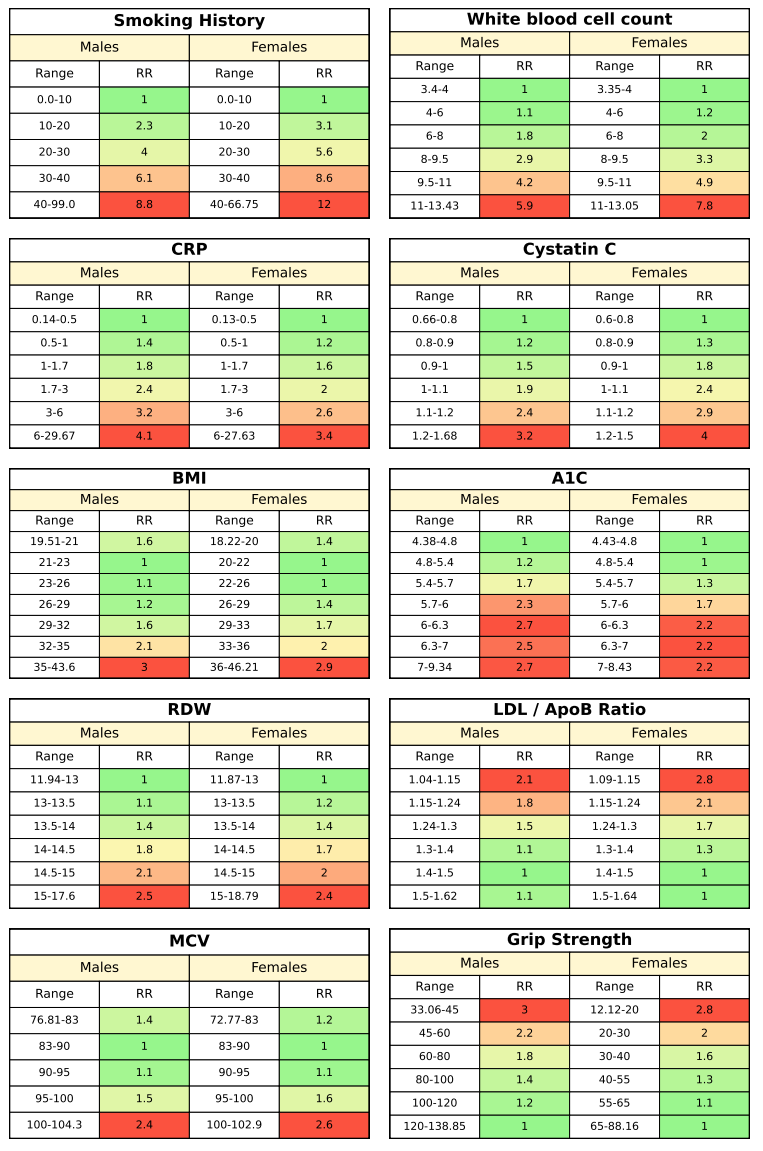 Smoking History
Males Females
Range RR Range RR
0.0-10 1 0.0-10 1
10-20 2.3 10-20 3.1
20-30 4 20-30 5.6
30-40 6.1 30-40 8.6
40-99.0 8.8 40-66.75 12
White blood cell count
Males Females
Range RR Range RR
3.4-4 1 3.35-4 1
4-6 1.1 4-6 1.2
6-8 1.8 6-8 2
8-9.5 2.9 8-9.5 3.3
9.5-11 4.2 9.5-11 4.9
11-13.43 5.9 11-13.05 7.8
CRP
Males Females
Range RR Range RR
0.14-0.5 1 0.13-0.5 1
0.5-1 1.4 0.5-1 1.2
1-1.7 1.8 1-1.7 1.6
1.7-3 2.4 1.7-3 2
3-6 3.2 3-6 2.6
6-29.67 4.1 6-27.63 3.4
Cystatin C
Males Females
Range RR Range RR
0.66-0.8 1 0.6-0.8 1
0.8-0.9 1.2 0.8-0.9 1.3
0.9-1 1.5 0.9-1 1.8
1-1.1 1.9 1-1.1 2.4
1.1-1.2 2.4 1.1-1.2 2.9
1.2-1.68 3.2 1.2-1.5 4
BMI
Males Females
Range RR Range RR
19.51-21 1.6 18.22-20 1.4
21-23 1 20-22 1
23-26 1.1 22-26 1
26-29 1.2 26-29 1.4
29-32 1.6 29-33 1.7
32-35 2.1 33-36 2
35-43.6 3 36-46.21 2.9
A1C
Males Females
Range RR Range RR
4.38-4.8 1 4.43-4.8 1
4.8-5.4 1.2 4.8-5.4 1
5.4-5.7 1.7 5.4-5.7 1.3
5.7-6 2.3 5.7-6 1.7
6-6.3 2.7 6-6.3 2.2
6.3-7 2.5 6.3-7 2.2
7-9.34 2.7 7-8.43 2.2
RDW
Males Females
Range RR Range RR
11.94-13 1 11.87-13 1
13-13.5 1.1 13-13.5 1.2
13.5-14 1.4 13.5-14 1.4
14-14.5 1.8 14-14.5 1.7
14.5-15 2.1 14.5-15 2
15-17.6 2.5 15-18.79 2.4
LDL / ApoB Ratio
Males Females
Range RR Range RR
1.04-1.15 2.1 1.09-1.15 2.8
1.15-1.24 1.8 1.15-1.24 2.1
1.24-1.3 1.5 1.24-1.3 1.7
1.3-1.4 1.1 1.3-1.4 1.3
1.4-1.5 1 1.4-1.5 1
1.5-1.62 1.1 1.5-1.64 1
MCV
Males Females
Range RR Range RR
76.81-83 1.4 72.77-83 1.2
83-90 1 83-90 1
90-95 1.1 90-95 1.1
95-100 1.5 95-100 1.6
100-104.3 2.4 100-102.9 2.6
Grip Strength
Males Females
Range RR Range RR
33.06-45 3 12.12-20 2.8
45-60 2.2 20-30 2
60-80 1.8 30-40 1.6
80-100 1.4 40-55 1.3
100-120 1.2 55-65 1.1
120-138.85 1 65-88.16 1